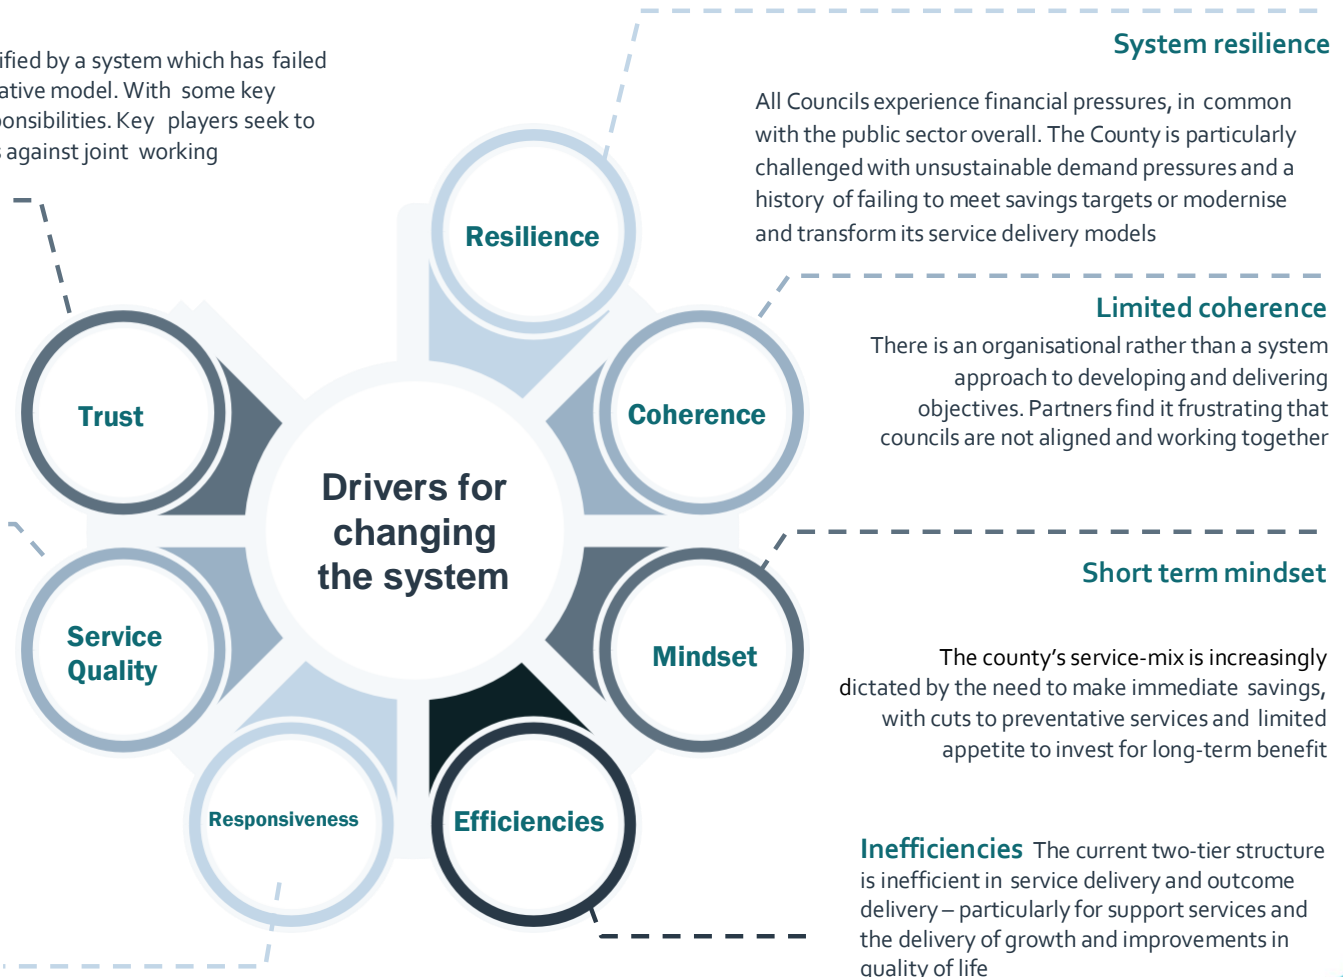 ified by a system which has failed
ative model. With some key
onsibilities. Key players seek to
s against joint working
System resilience
All Councils experience financial pressures, in common
with the public sector overall. The County is particularly
challenged with unsustainable demand pressures and a
history of failing to meet savings targets or modernise
and transform its service delivery models
Resilience
Limited coherence
There is an organisational rather than a system
approach to developing and delivering
objectives. Partners find it frustrating that
councils are not aligned and working together
Trust
Coherence
Drivers for
changing
the system
Short term mindset
The county's service-mix is increasingly
dictated by the need to make immediate savings,
with cuts to preventative services and limited
appetite to invest for long-term benefit
Service
Quality
Mindset
Responsiveness
Efficiencies
Inefficiencies The current two-tier structure
is inefficient in service delivery and outcome
delivery – particularly for support services and
the delivery of growth and improvements in
quality of life